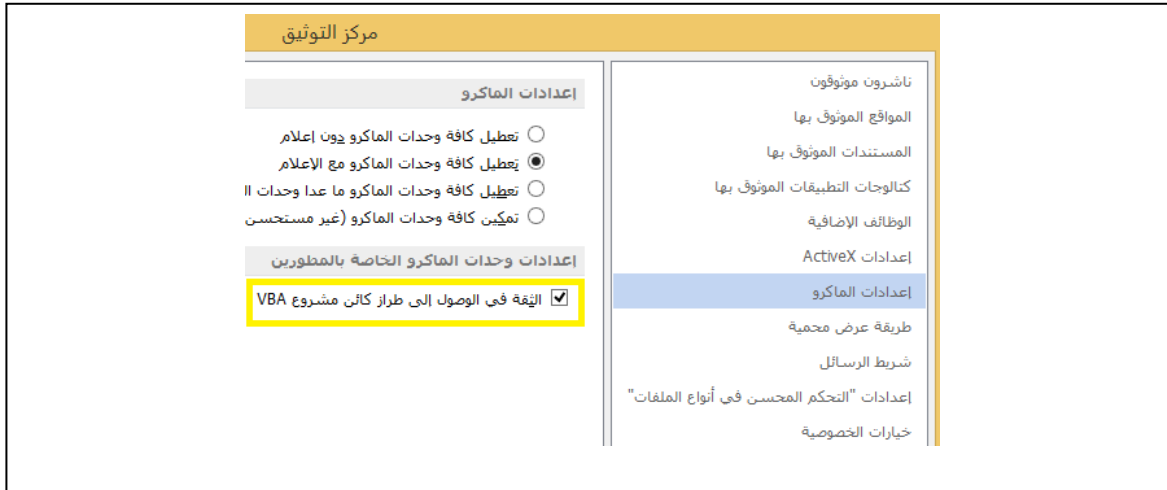 مركز التوثيق
ناشرون موثوقون
المواقع الموثوق بها
المستندات الموثوق بها
كتالوجات التطبيقات الموثوق بها
الوظائف الإضافية
إعدادات ActiveX
إعدادات الماكرو
طريقة عرض محمية
شريط الرسائل
إعدادات "التحكم المحسن في أنواع الملفات"
خيارات الخصوصية
إعدادات الماكرو
تعطيل كافة وحدات الماكرو دون إعلام
تعطيل كافة وحدات الماكرو مع الإعلام
تعطيل كافة وحدات الماكرو ما عدا وحدات ال
تمكين كافة وحدات الماكرو (غير مستحسن
إعدادات وحدات الماكرو الخاصة بالمطورين
الثقة في الوصول إلى طراز كائن مشروع VBA